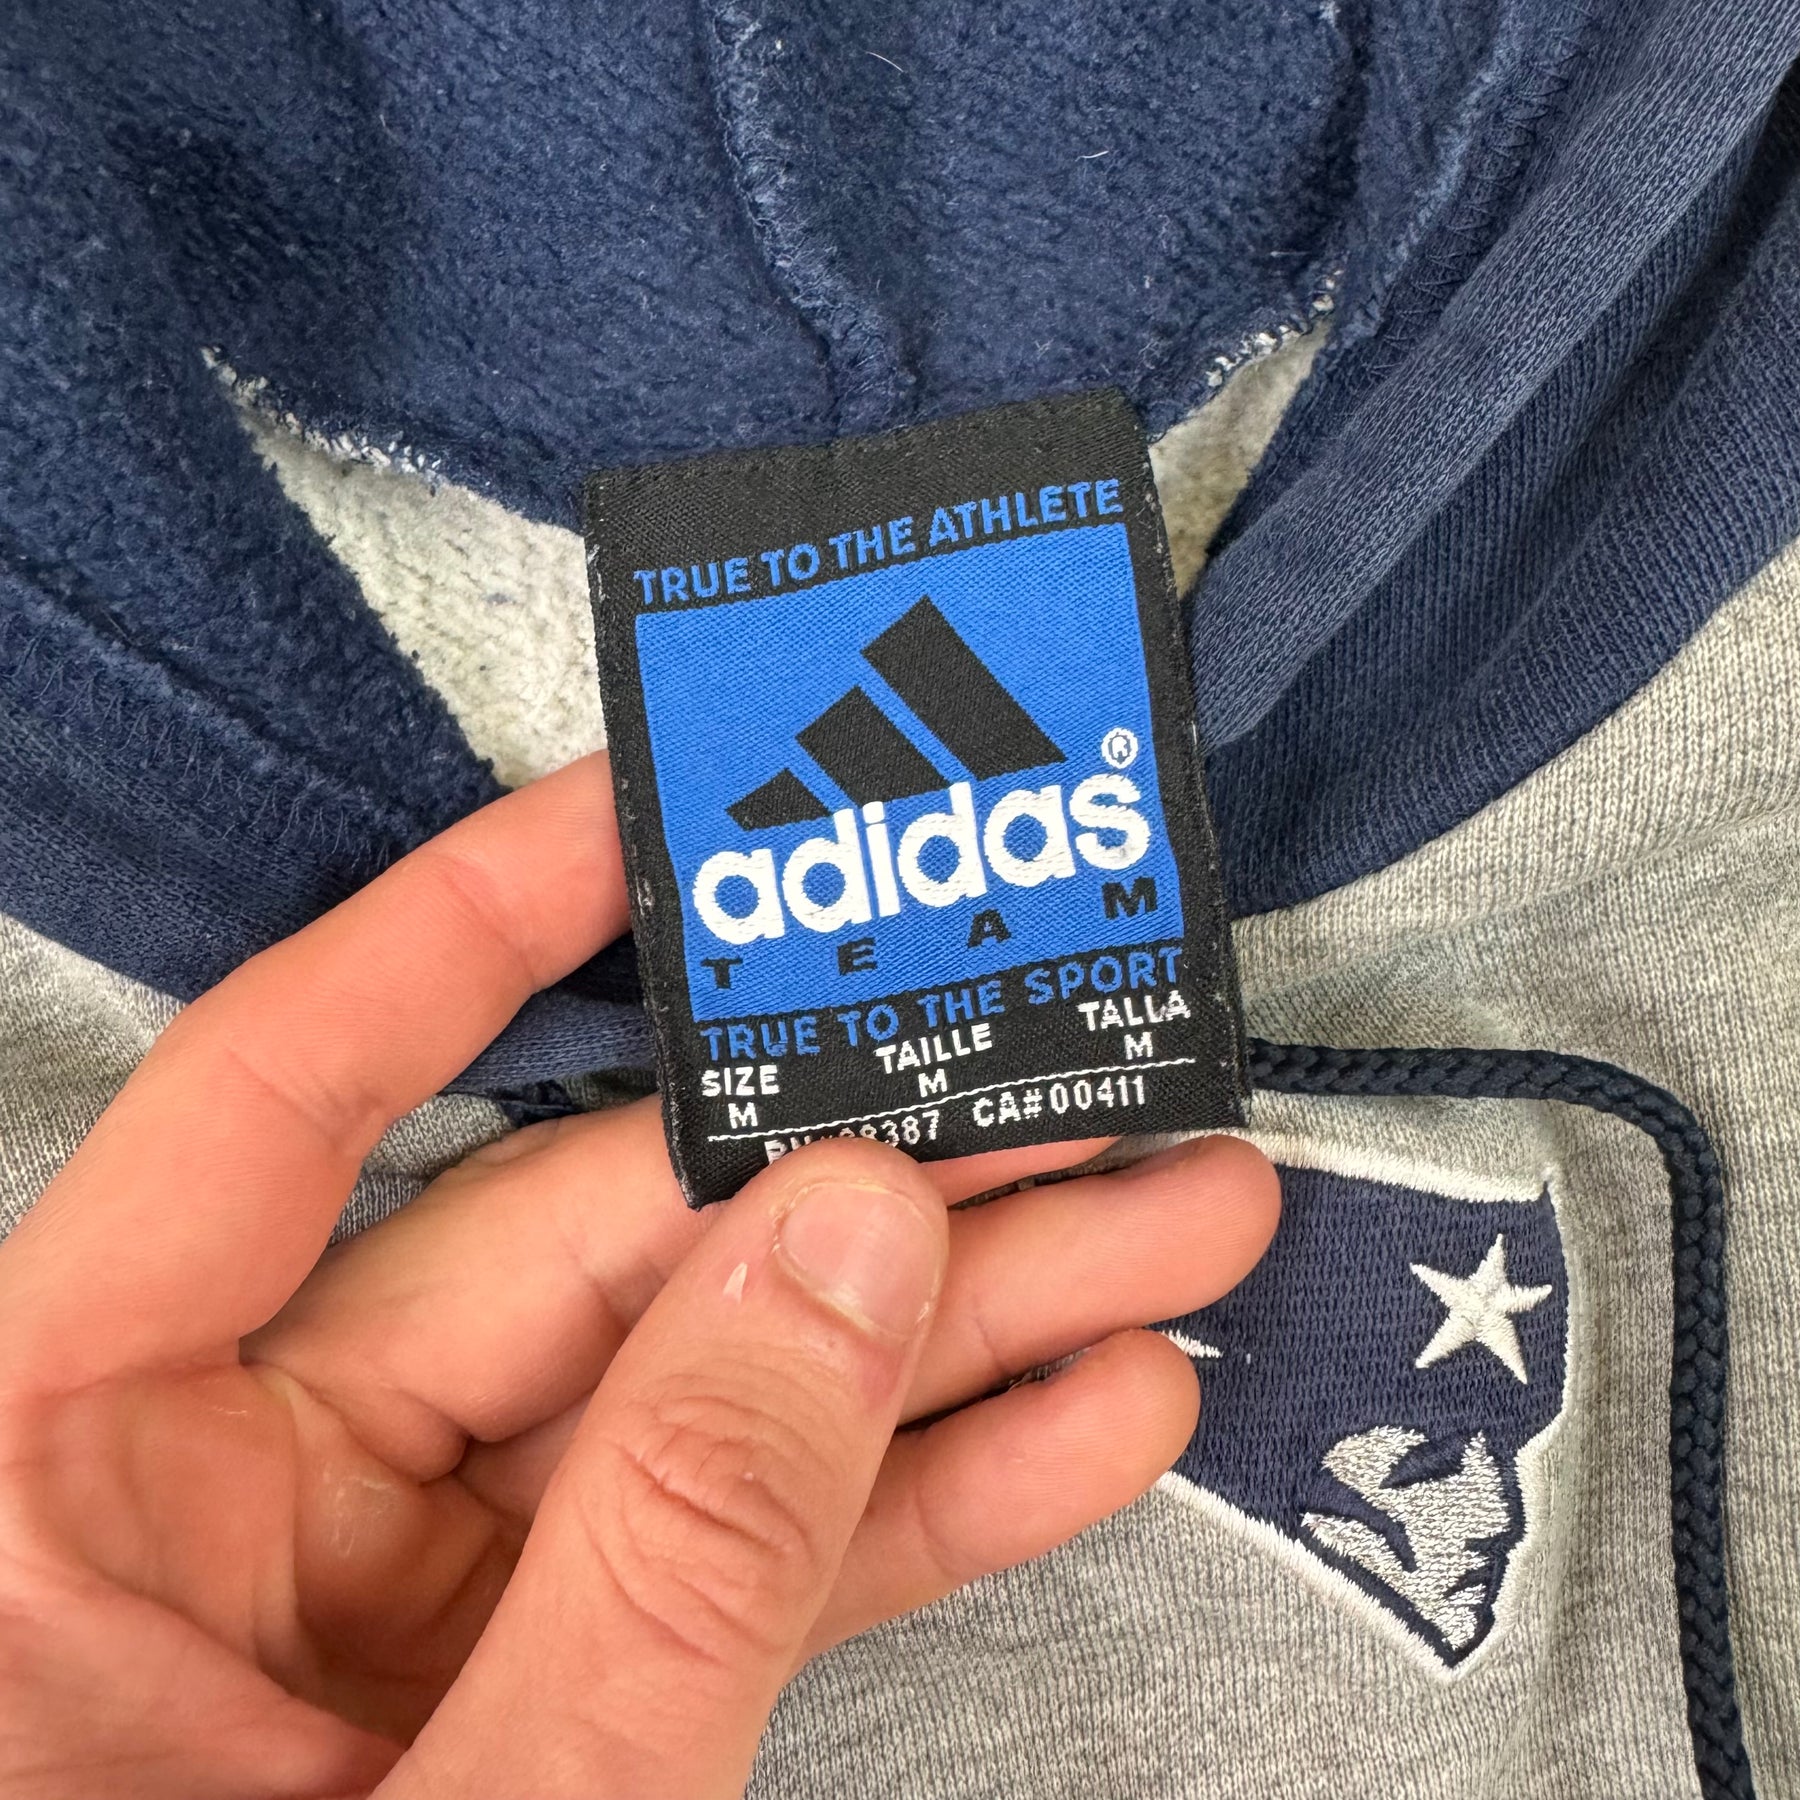 TRUE TO THE ATHLETE
adidas®
TEAM
TRUE TO THE SPORT
SIZE TAILLE TALLA
M M M
CA#00411